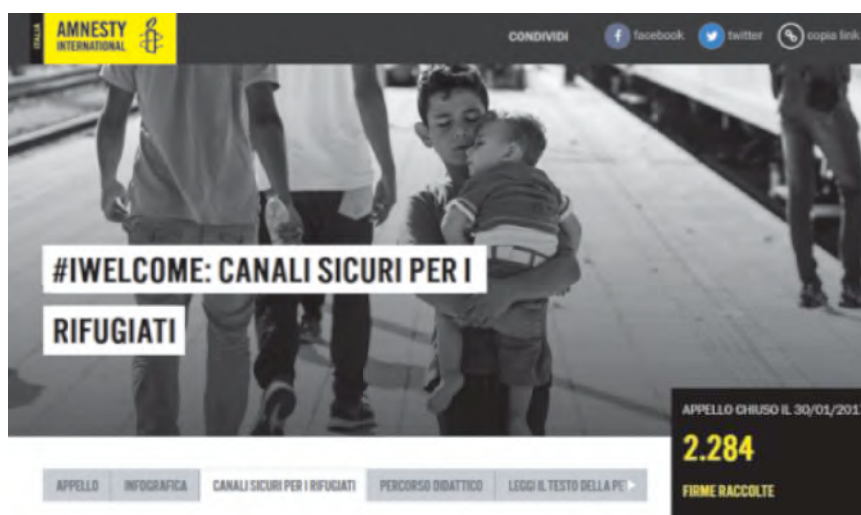 ITALIA
AMNESTY
INTERNATIONAL
CONDIVIDI
facebook
twitter
copia link
#IWELCOME: CANALI SICURI PER I
RIFUGIATI
APPELLO CHIUSO IL 30/01/2017
2.284
FIRME RACCOLTE
APPELLO
INFOGRAFICA
CANALI SICURI PER I RIFUGIATI
PERCORSO DIDATTICO
LEGGI IL TESTO DELLA PE